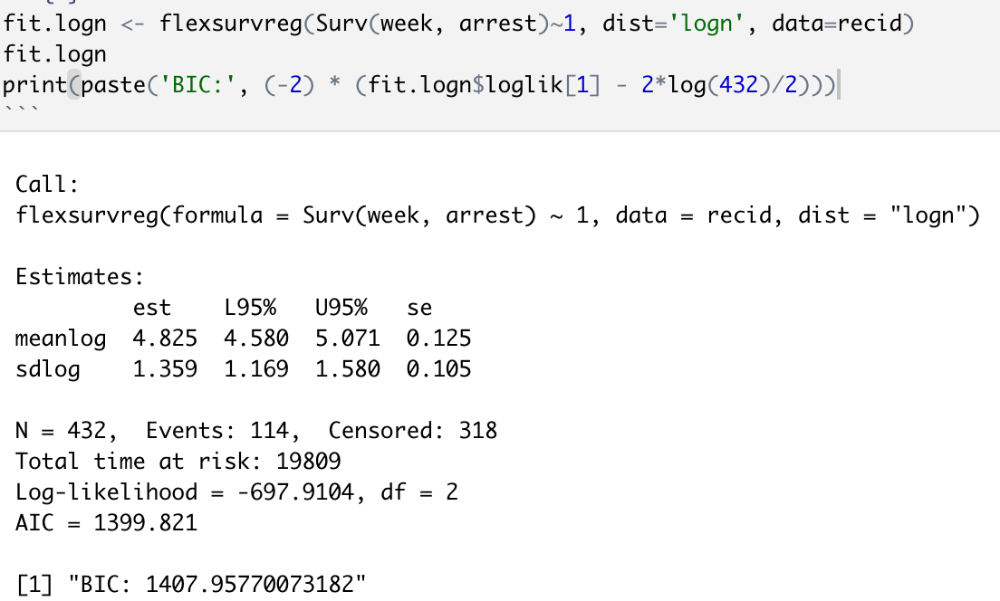 fit.logn <- flexsurvreg(Surv(week, arrest)~1, dist='logn', data=recid)
fit.logn
print(paste('BIC:', (-2) * (fit.logn$loglik[1] - 2*log(432)/2)))
```
Call:
flexsurvreg(formula = Surv(week, arrest) ~ 1, data = recid, dist = "logn")
Estimates:
est L95% U95% se
meanlog 4.825 4.580 5.071 0.125
sdlog 1.359 1.169 1.580 0.105
N = 432, Events: 114, Censored: 318
Total time at risk: 19809
Log-likelihood = -697.9104, df = 2
AIC = 1399.821
[1] "BIC: 1407.95770073182"